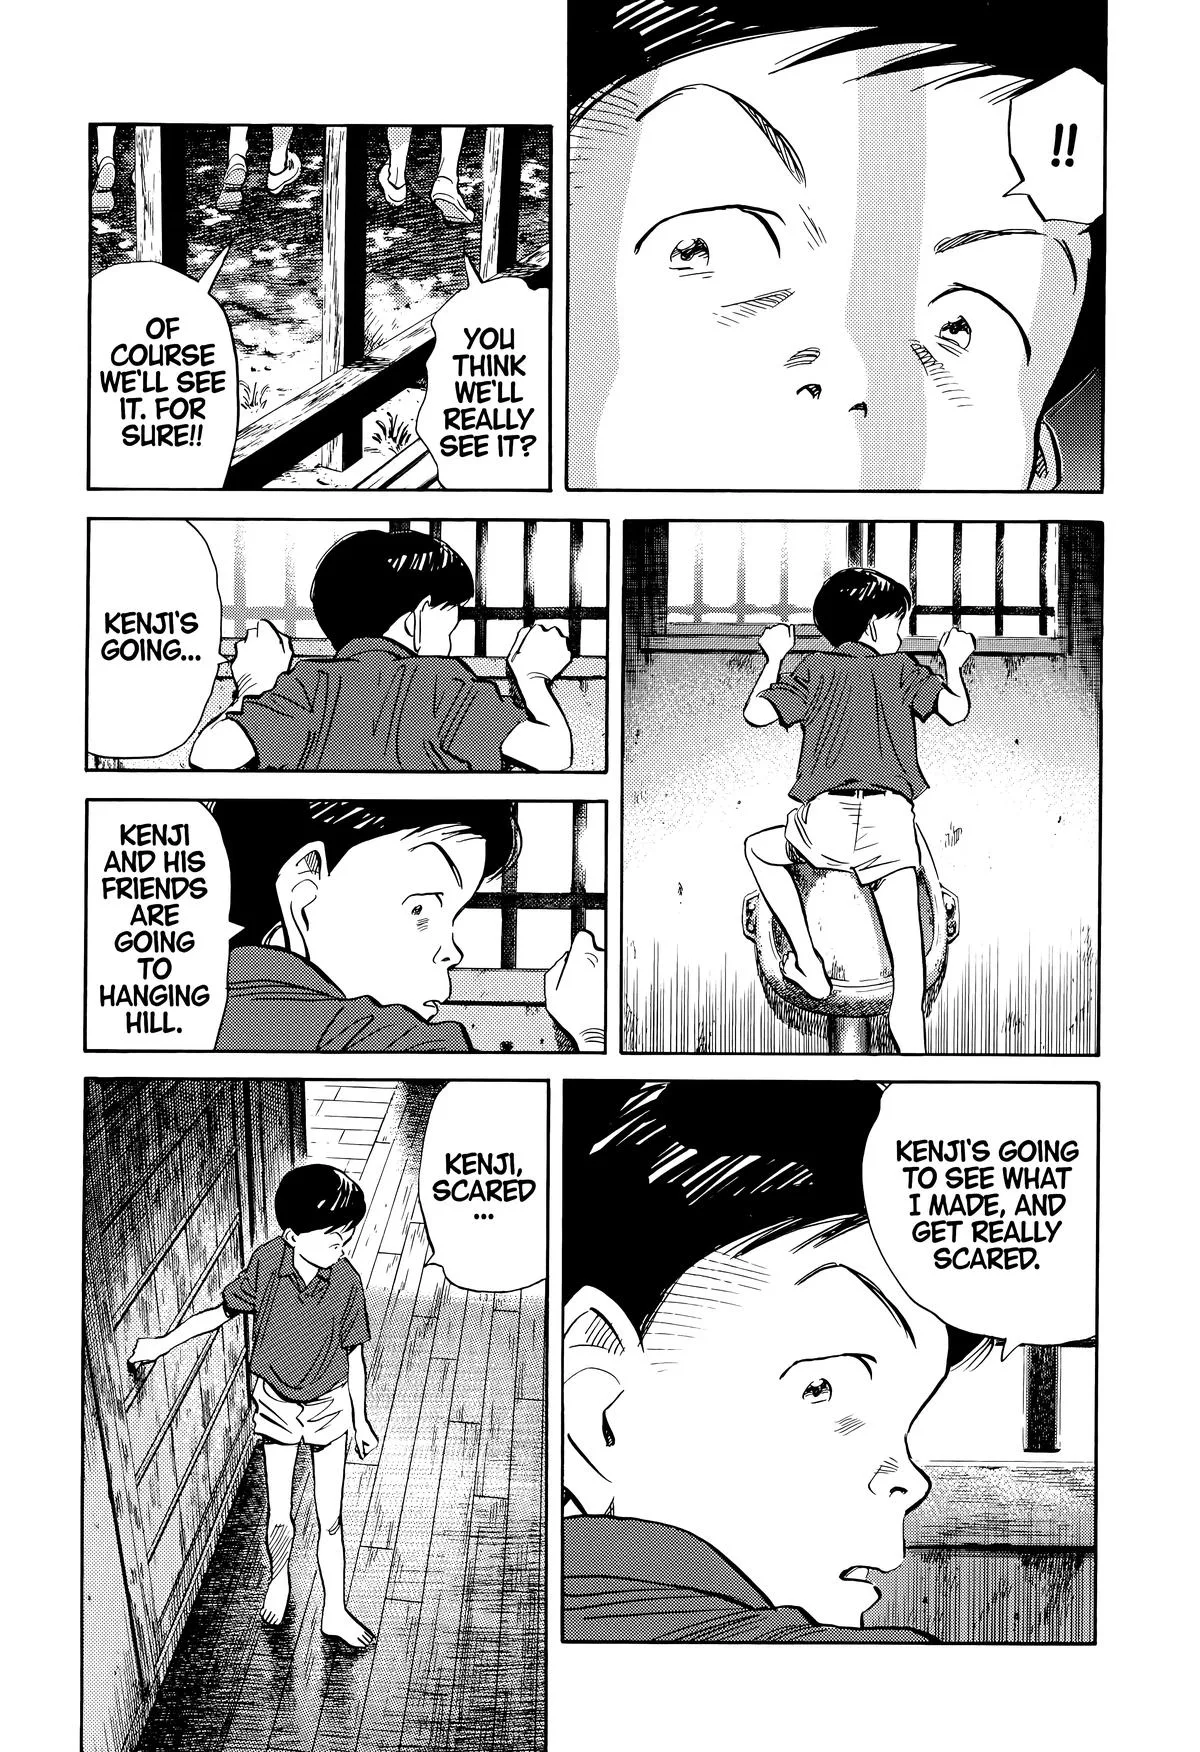 !!
YOU
THINK
WE'LL
REALLY
SEE IT?
OF
COURSE
WE'LL SEE
IT. FOR
SURE!!
KENJI'S
GOING...
KENJI
AND HIS
FRIENDS
ARE
GOING
TO
HANGING
HILL.
KENJI'S GOING
TO SEE WHAT
I MADE, AND
GET REALLY
SCARED.
KENJI,
SCARED
...